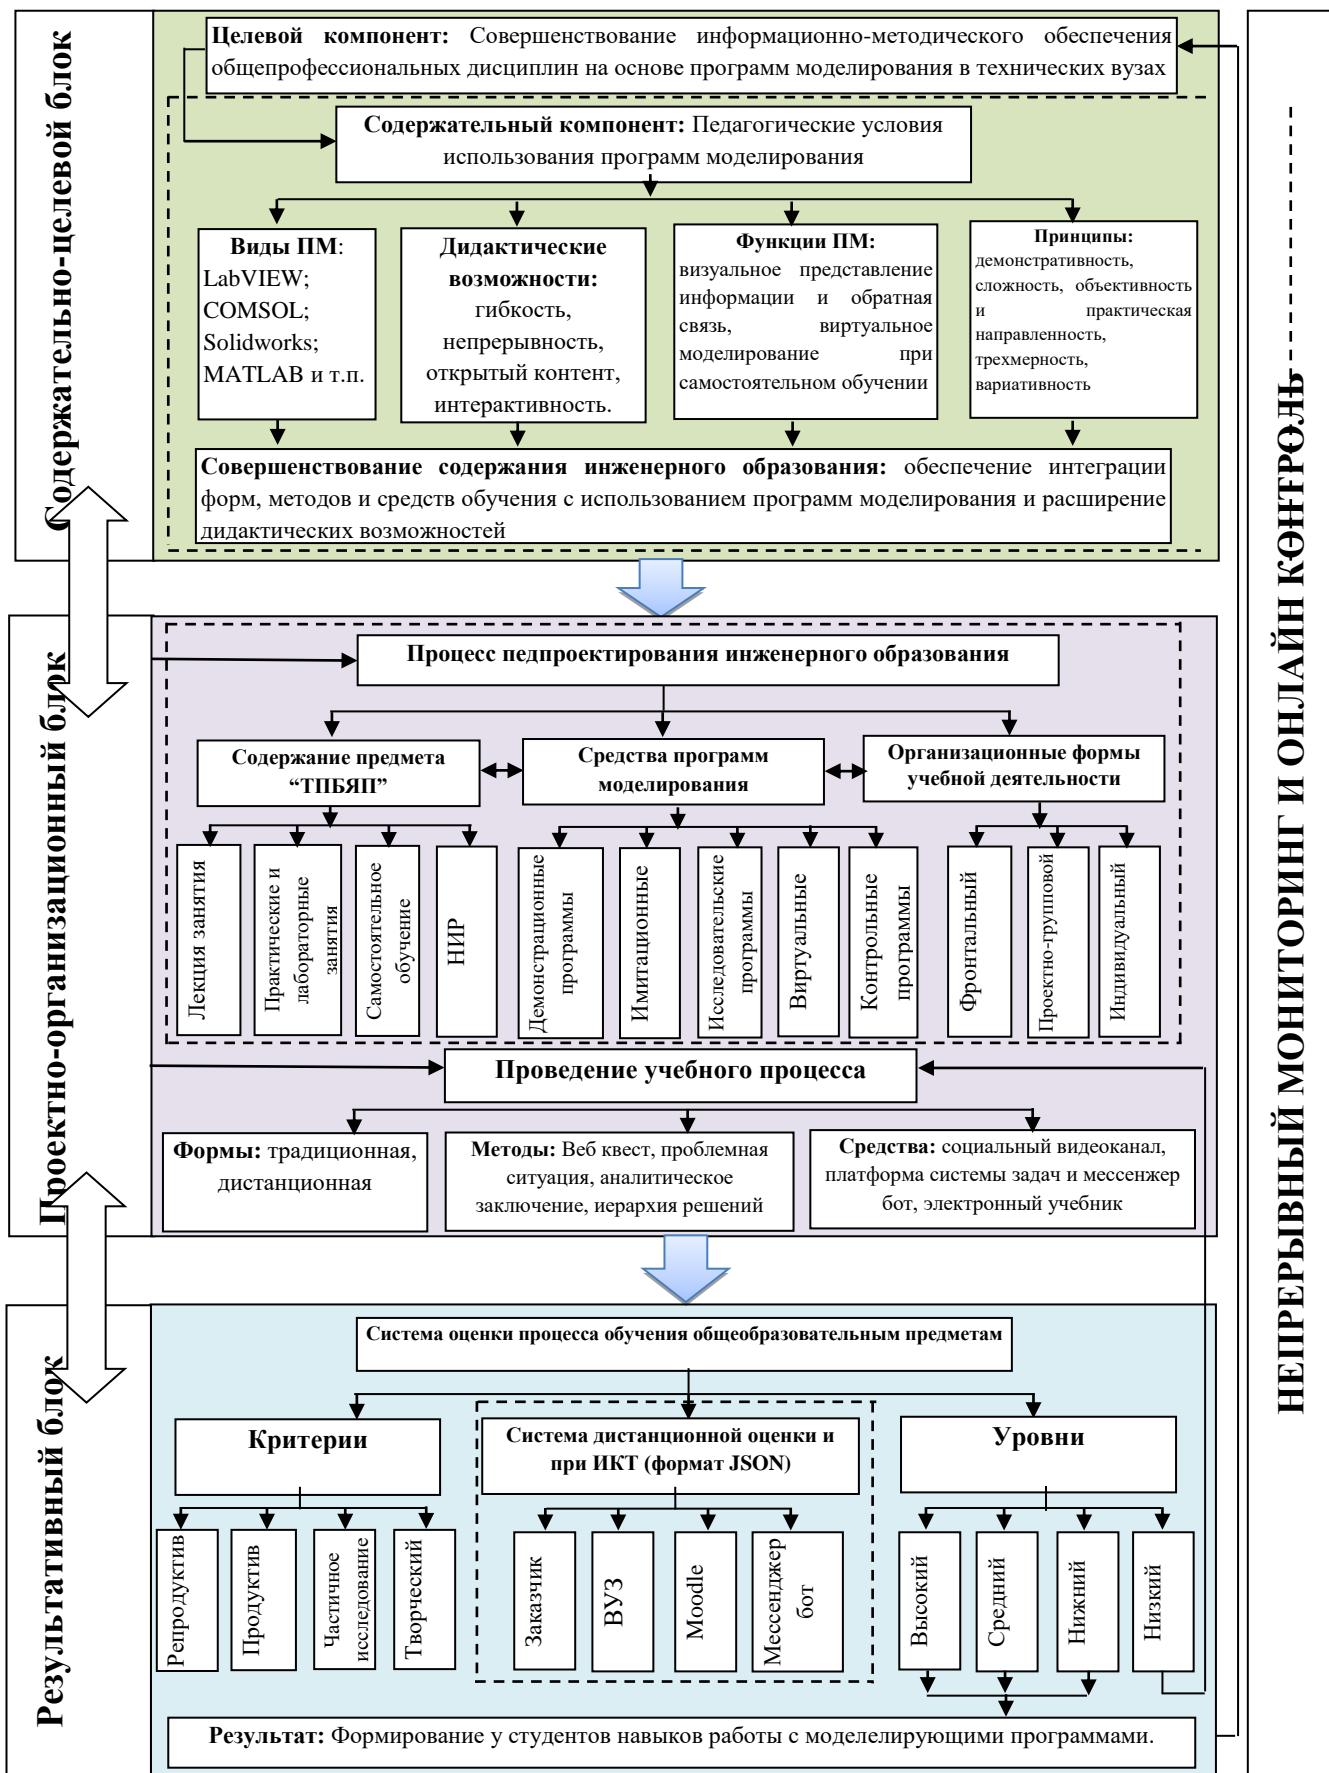 Содержательно-целевой блок
Целевой компонент: Совершенствование информационно-методического обеспечения
общепрофессиональных дисциплин на основе программ моделирования в технических вузах
Содержательный компонент: Педагогические условия
использования программ моделирования
Виды ПМ:
LabVIEW;
COMSOL;
Solidworks;
MATLAB и т.п.
Дидактические
возможности:
гибкость,
непрерывность,
открытый контент,
интерактивность.
Функции ПМ:
визуальное представление
информации и обратная
связь, виртуальное
моделирование при
самостоятельном обучении
Принципы:
демонстративность,
сложность, объективность
и практическая
направленность,
трехмерность,
вариативность
Совершенствование содержания инженерного образования: обеспечение интеграции
форм, методов и средств обучения с использованием программ моделирования и расширение
дидактических возможностей
Проектно-организационный блок
Процесс педпроектирования инженерного образования
Содержание предмета
“ТПБЯП”
Средства программ
моделирования
Организационные формы
учебной деятельности
Лекция занятия
Практические и
лабораторные
занятия
Самостоятельное
обучение
НИР
Демонстрационные
программы
Имитационные
Исследовательские
программы
Виртуальные
Контрольные
программы
Фронтальный
Проектно-групповой
Индивидуальный
Проведение учебного процесса
Формы: традиционная,
дистанционная
Методы: Веб квест, проблемная
ситуация, аналитическое
заключение, иерархия решений
Средства: социальный видеоканал,
платформа системы задач и мессенжер
бот, электронный учебник
Результативный блок
Система оценки процесса обучения общеобразовательным предметам
Критерии
Система дистанционной оценки и
при ИКТ (формат JSON)
Уровни
Репродуктив
Продуктив
Частичное
исследование
Творческий
Заказчик
ВУЗ
Moodle
Мессенджер
бот
Высокий
Средний
Нижний
Низкий
Результат: Формирование у студентов навыков работы с моделелирующими программами.
НЕПРЕРЫВНЫЙ МОНИТОРИНГ И ОНЛАЙН КОНТРОЛЬ